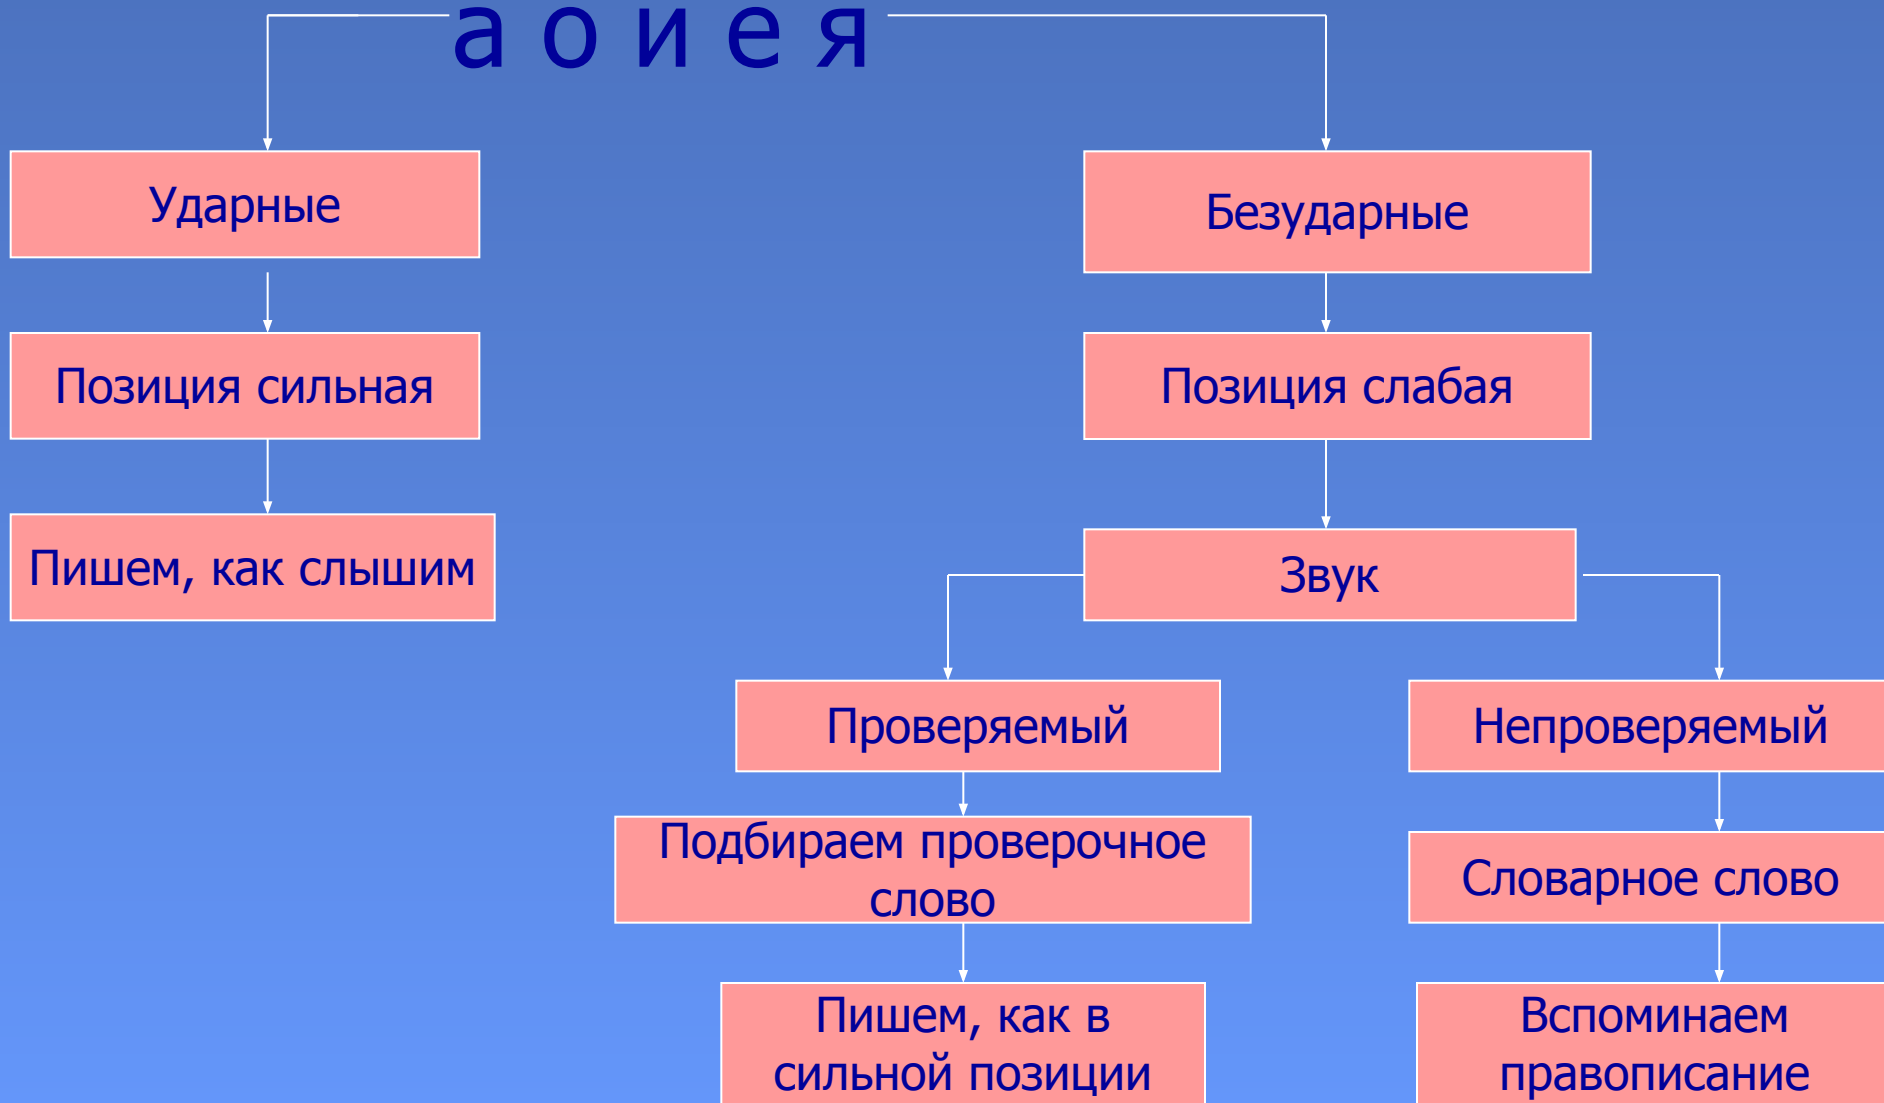 а о и е я
Ударные
Безударные
Позиция сильная
Позиция слабая
Пишем, как слышим
Звук
Проверяемый
Непроверяемый
Подбираем проверочное
слово
Словарное слово
Пишем, как в
сильной позиции
Вспоминаем
правописание